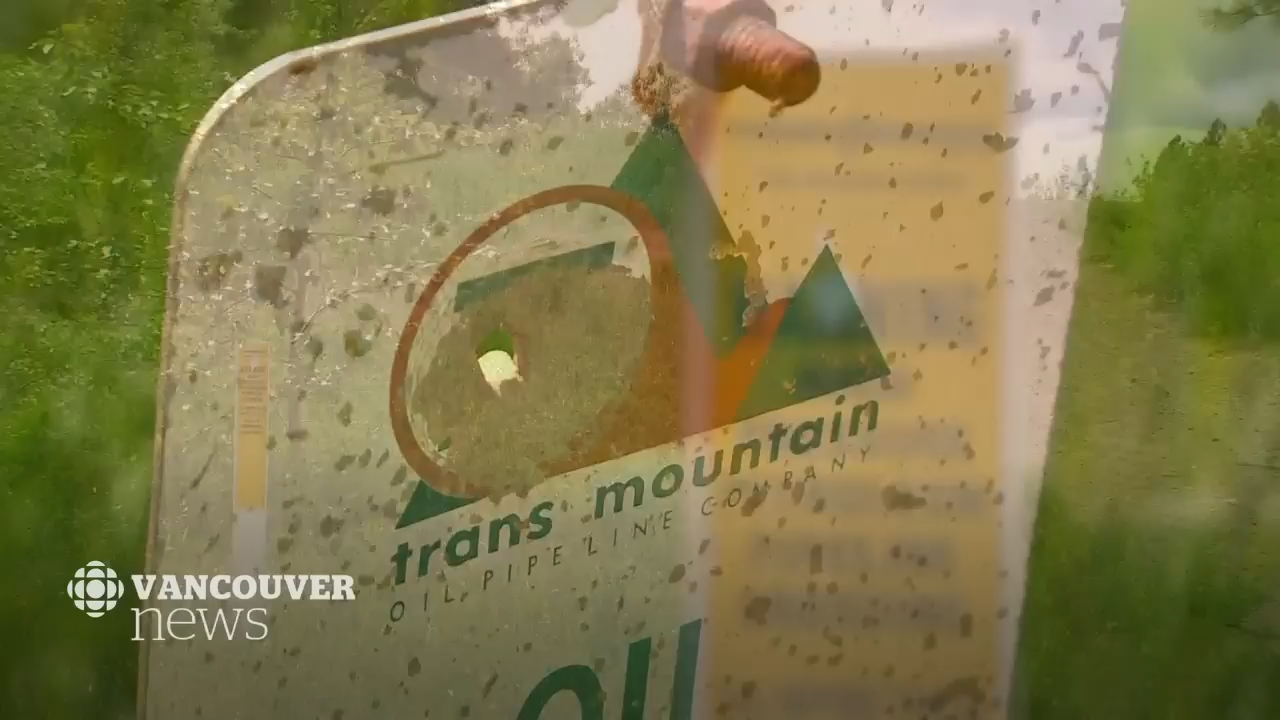 trans mountain
OIL PIPE LINE COMPANY
Oil
VANCOUVER
news